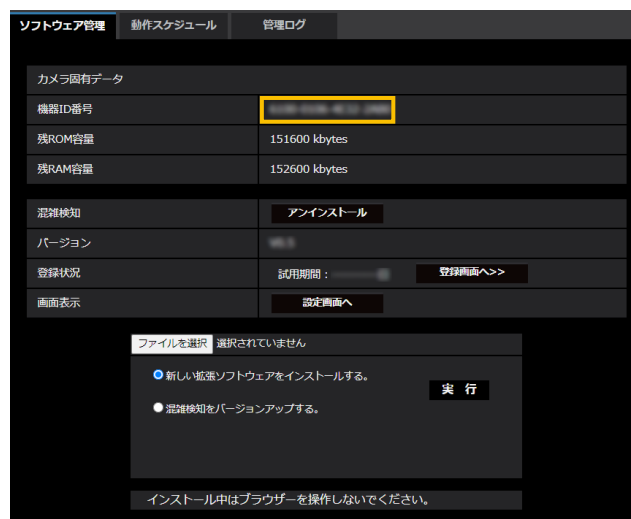 ソフトウェア管理 動作スケジュール 管理ログ
カメラ固有データ
機器ID番号
残ROM容量 151600 kbytes
残RAM容量 152600 kbytes
混雑検知 アンインストール
バージョン
登録状況 試用期間: 登録画面へ>>
画面表示 設定画面へ
ファイルを選択 選択されていません
新しい拡張ソフトウェアをインストールする。
実 行
混雑検知をバージョンアップする。
インストール中はブラウザーを操作しないでください。